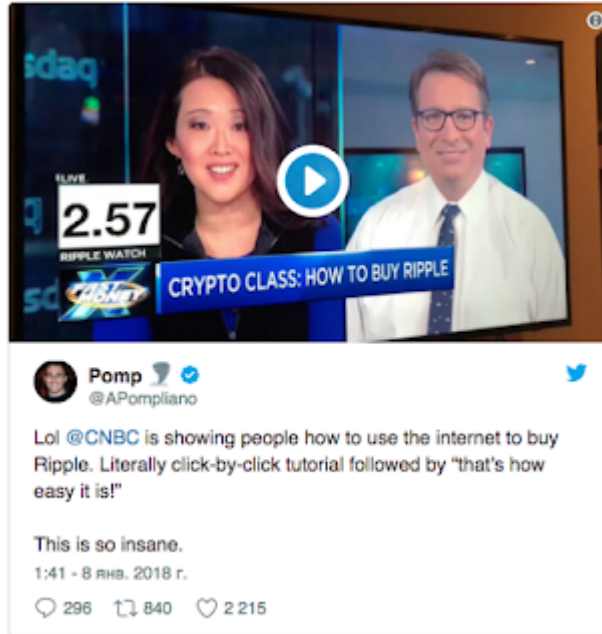 sdaq
LIVE
2.57
RIPPLE WATCH
FAST MONEY
CRYPTO CLASS: HOW TO BUY RIPPLE
Pomp
@APompliano
Lol @CNBC is showing people how to use the internet to buy
Ripple. Literally click-by-click tutorial followed by “that's how
easy it is!”
This is so insane.
1:41 - 8 янв. 2018 г.
296 840 2 215